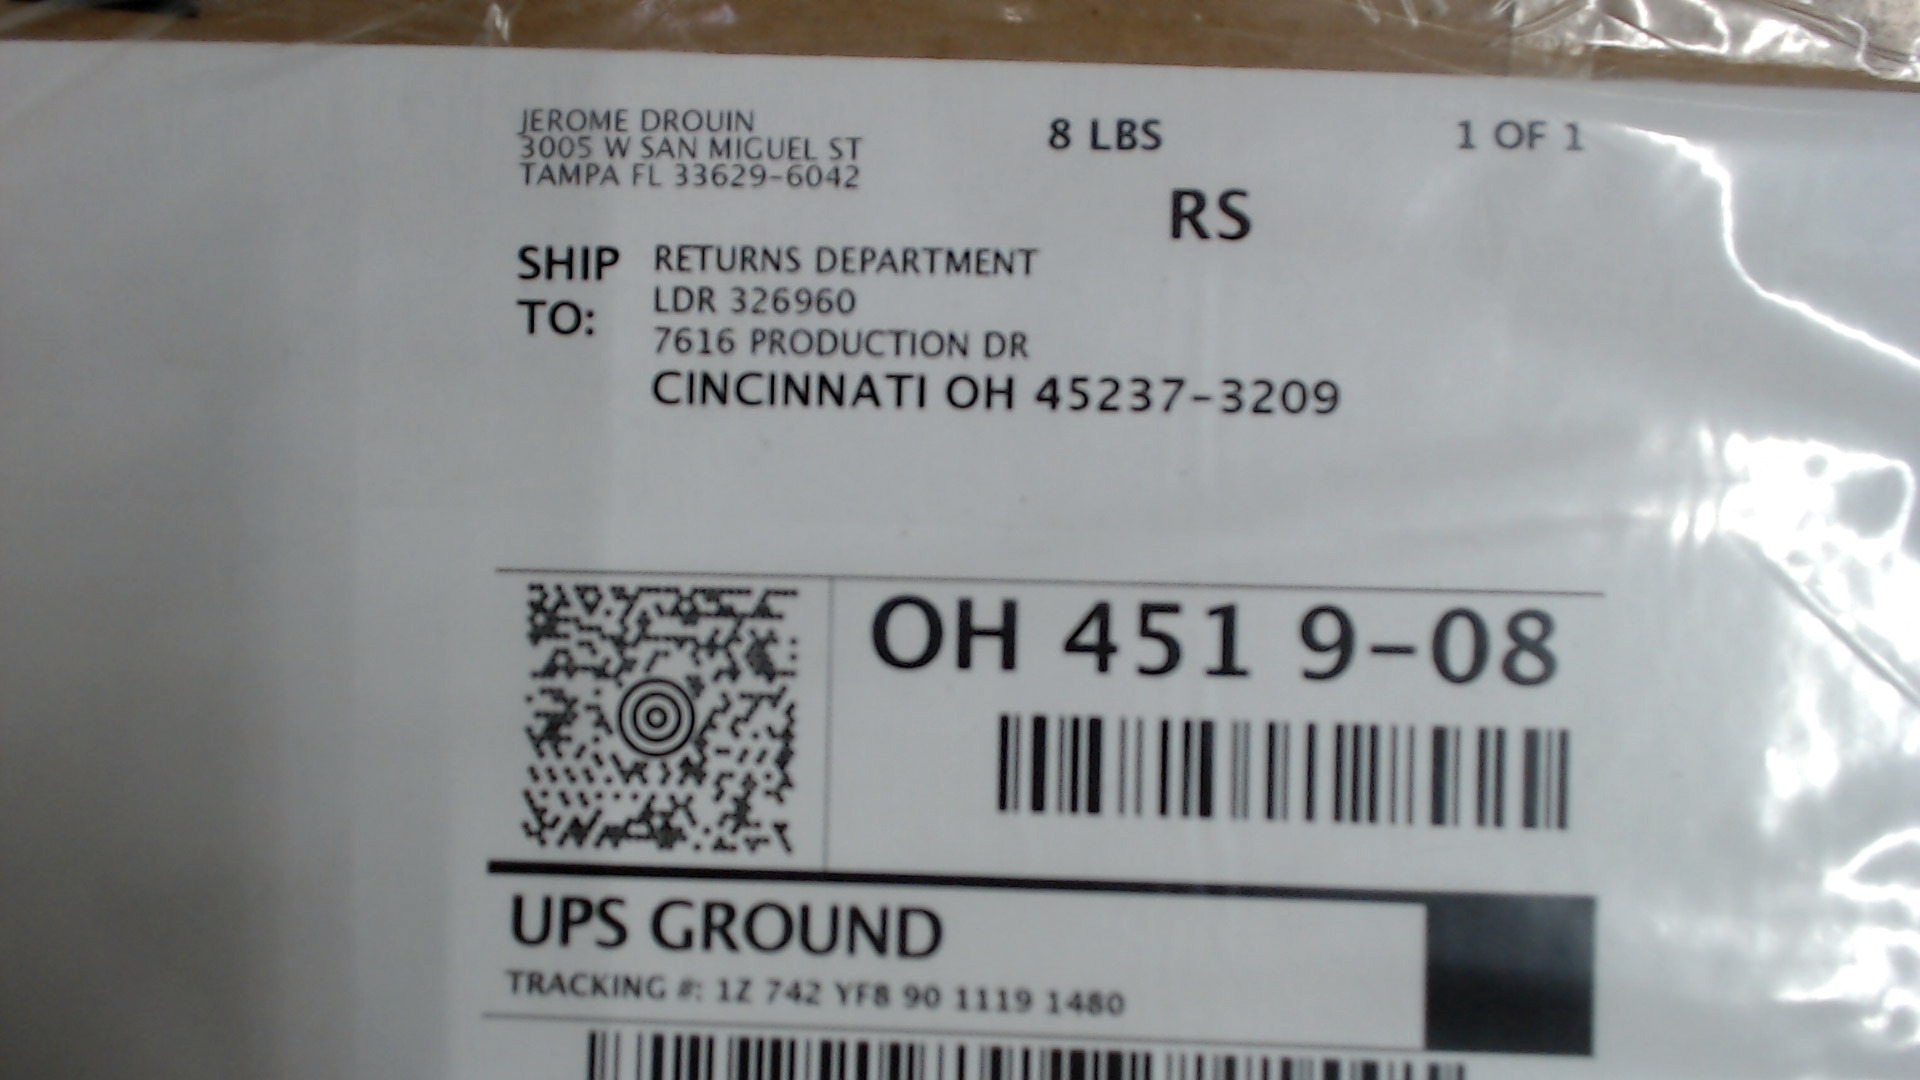 JEROME DROUIN
3005 W SAN MIGUEL ST
TAMPA FL 33629-6042
8 LBS
1 OF 1
RS
SHIP TO:
RETURNS DEPARTMENT
LDR 326960
7616 PRODUCTION DR
CINCINNATI OH 45237-3209
OH 451 9-08
UPS GROUND
TRACKING #: 1Z 742 YF8 90 1119 1480